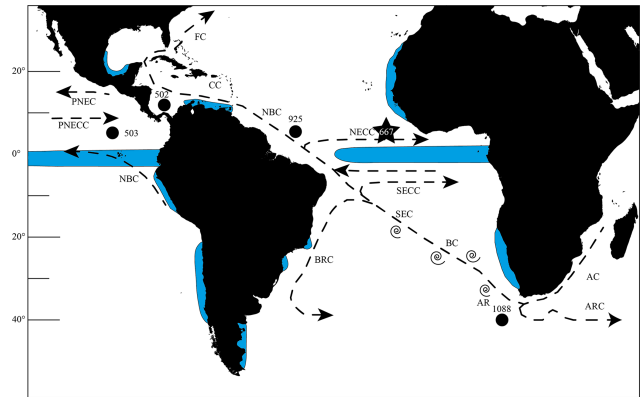 FC
20°
CC
PNEC
502
NBC
925
PNECC
503
NECC
667
0°
NBC
SECC
SEC
20°
BC
BRC
AC
AR
1088
ARC
40°